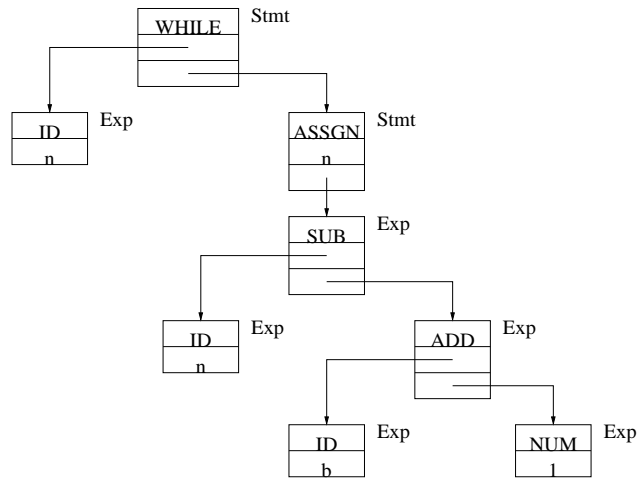 WHILE Stmt
ID Exp
n
ASSGN Stmt
n
SUB Exp
ID Exp
n
ADD Exp
ID Exp
b
NUM Exp
1